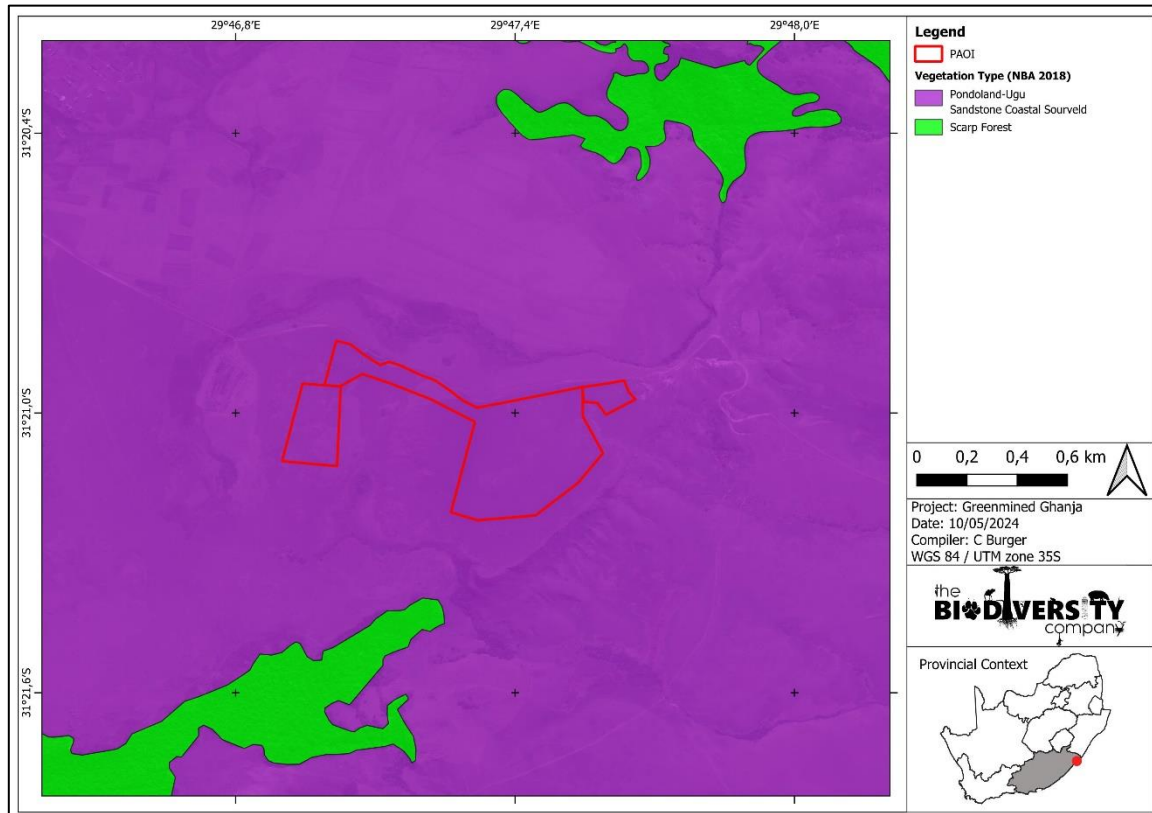 29°46,8'E
29°47,4'E
29°48,0'E
31°20,4'S
31°21,0'S
31°21,6'S
Legend
PAOI
Vegetation Type (NBA 2018)
Pondoland-Ugu
Sandstone Coastal Sourveld
Scarp Forest
0 0,2 0,4 0,6 km
Project: Greenmined Ghanja
Date: 10/05/2024
Compiler: C Burger
WGS 84 / UTM zone 35S
the
BIODIVERSITY
company
Provincial Context